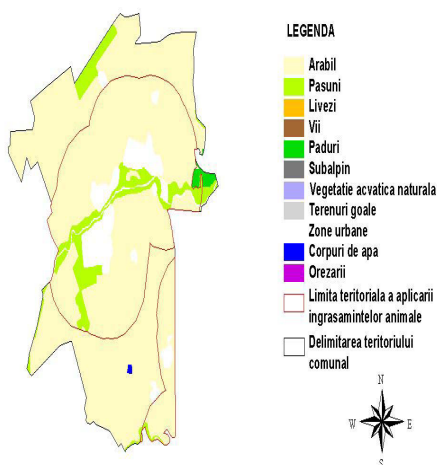 LEGENDA
Arabil
Pasuni
Livezi
Vii
Paduri
Subalpin
Vegetatie acvatica naturala
Terenuri goale
Zone urbane
Corpuri de apa
Orezarii
Limita teritoriala a aplicarii
ingrasamintelor animale
Delimitarea teritoriului
comunal
N
W E
S